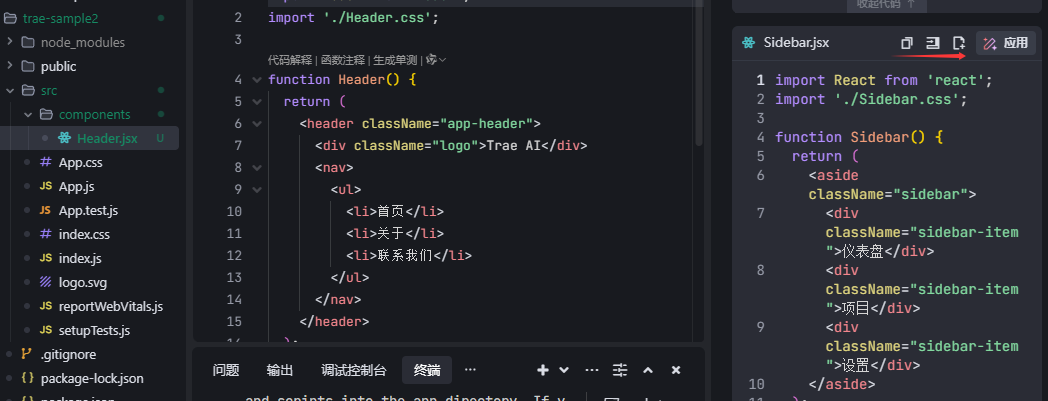 trae-sample2
node_modules
public
src
components
Header.jsx U
App.css
App.js
App.test.js
index.css
index.js
logo.svg
reportWebVitals.js
setupTests.js
.gitignore
package-lock.json
2 import './Header.css';
3
代码解释 | 函数注释 | 生成单测 |
4 function Header() {
5 return (
6 <header className="app-header">
7 <div className="logo">Trae AI</div>
8 <nav>
9 <ul>
10 <li>首页</li>
11 <li>关于</li>
12 <li>联系我们</li>
13 </ul>
14 </nav>
15 </header>
问题 输出 调试控制台 终端 ···
and scripts into the app directory. If y
收起代码
Sidebar.jsx 应用
1 import React from 'react';
2 import './Sidebar.css';
3
4 function Sidebar() {
5 return (
6 <aside
className="sidebar">
7 <div
className="sidebar-item
">仪表盘</div>
8 <div
className="sidebar-item
">项目</div>
9 <div
className="sidebar-item
">设置</div>
10 </aside>